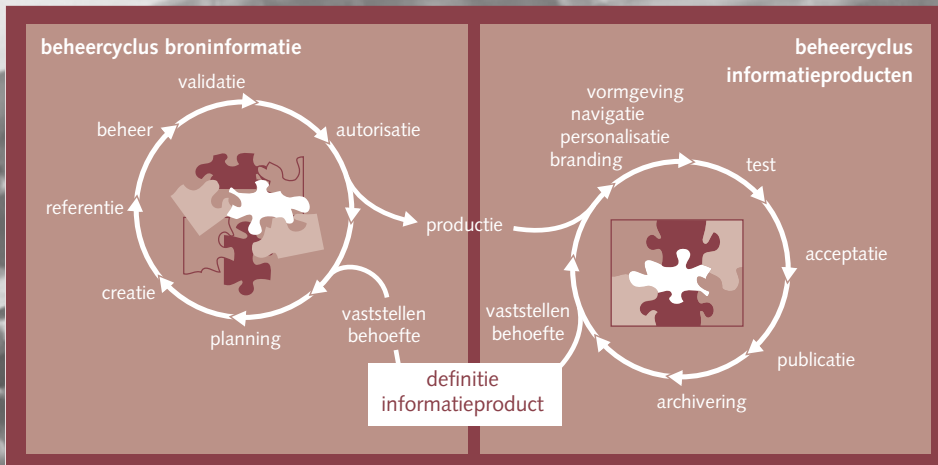 beheercyclus broninformatie
validatie
autorisatie
beheer
referentie
creatie
planning
vaststellen
behoefte
productie
definitie
informatieproduct
beheercyclus
informatieproducten
vormgeving
navigatie
personalisatie
branding
test
acceptatie
publicatie
archivering
vaststellen
behoefte